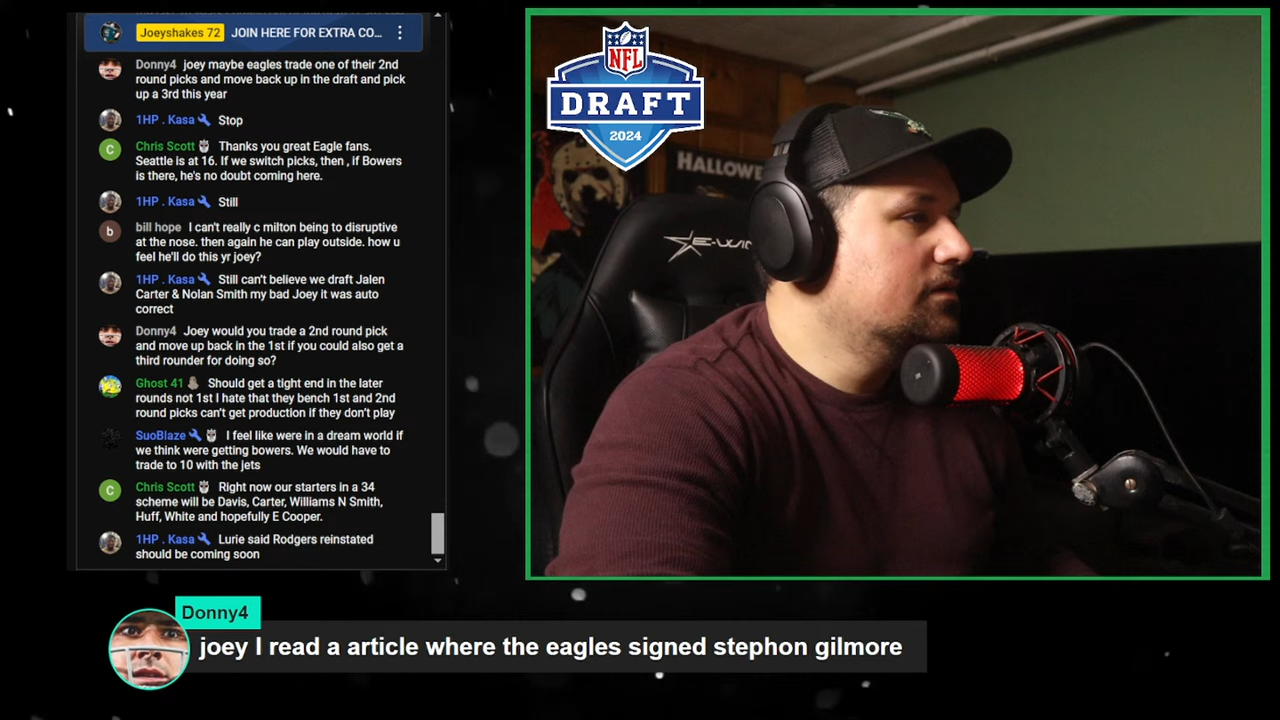 Joeyshakes 72 JOIN HERE FOR EXTRA CO...
Donny4 joey maybe eagles trade one of their 2nd
round picks and move back up in the draft and pick
up a 3rd this year
1HP . Kasa Stop
Chris Scott Thanks you great Eagle fans.
Seattle is at 16. If we switch picks, then , if Bowers
is there, he's no doubt coming here.
1HP . Kasa Still
bill hope I can't really c milton being to disruptive
at the nose. then again he can play outside. how u
feel he'll do this yr joey?
1HP . Kasa Still can't believe we draft Jalen
Carter & Nolan Smith my bad Joey it was auto
correct
Donny4 Joey would you trade a 2nd round pick
and move up back in the 1st if you could also get a
third rounder for doing so?
Ghost 41 Should get a tight end in the later
rounds not 1st I hate that they bench 1st and 2nd
round picks can't get production if they don't play
SuoBlaze I feel like were in a dream world if
we think were getting bowers. We would have to
trade to 10 with the jets
Chris Scott Right now our starters in a 34
scheme will be Davis, Carter, Williams N Smith,
Huff, White and hopefully E Cooper.
1HP . Kasa Lurie said Rodgers reinstated
should be coming soon
C
b
C
NFL
DRAFT
2024
HALLOWE
E-WIN
Donny4
joey I read a article where the eagles signed stephon gilmore